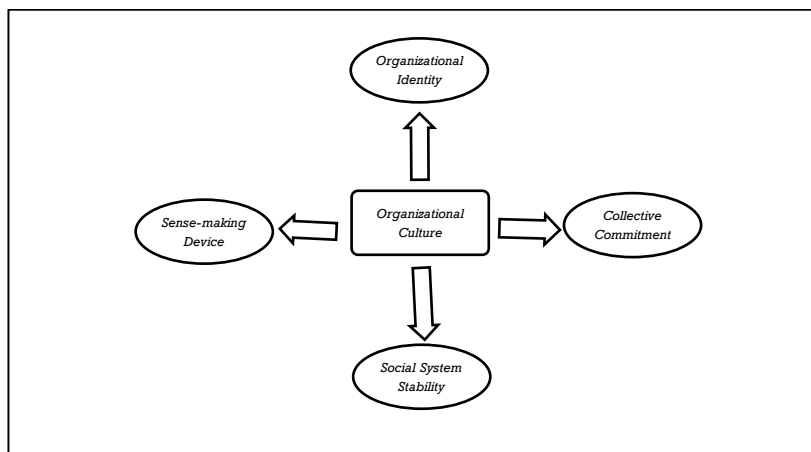 Organizational
Identity
Sense-making
Device
Organizational
Culture
Collective
Commitment
Social System
Stability